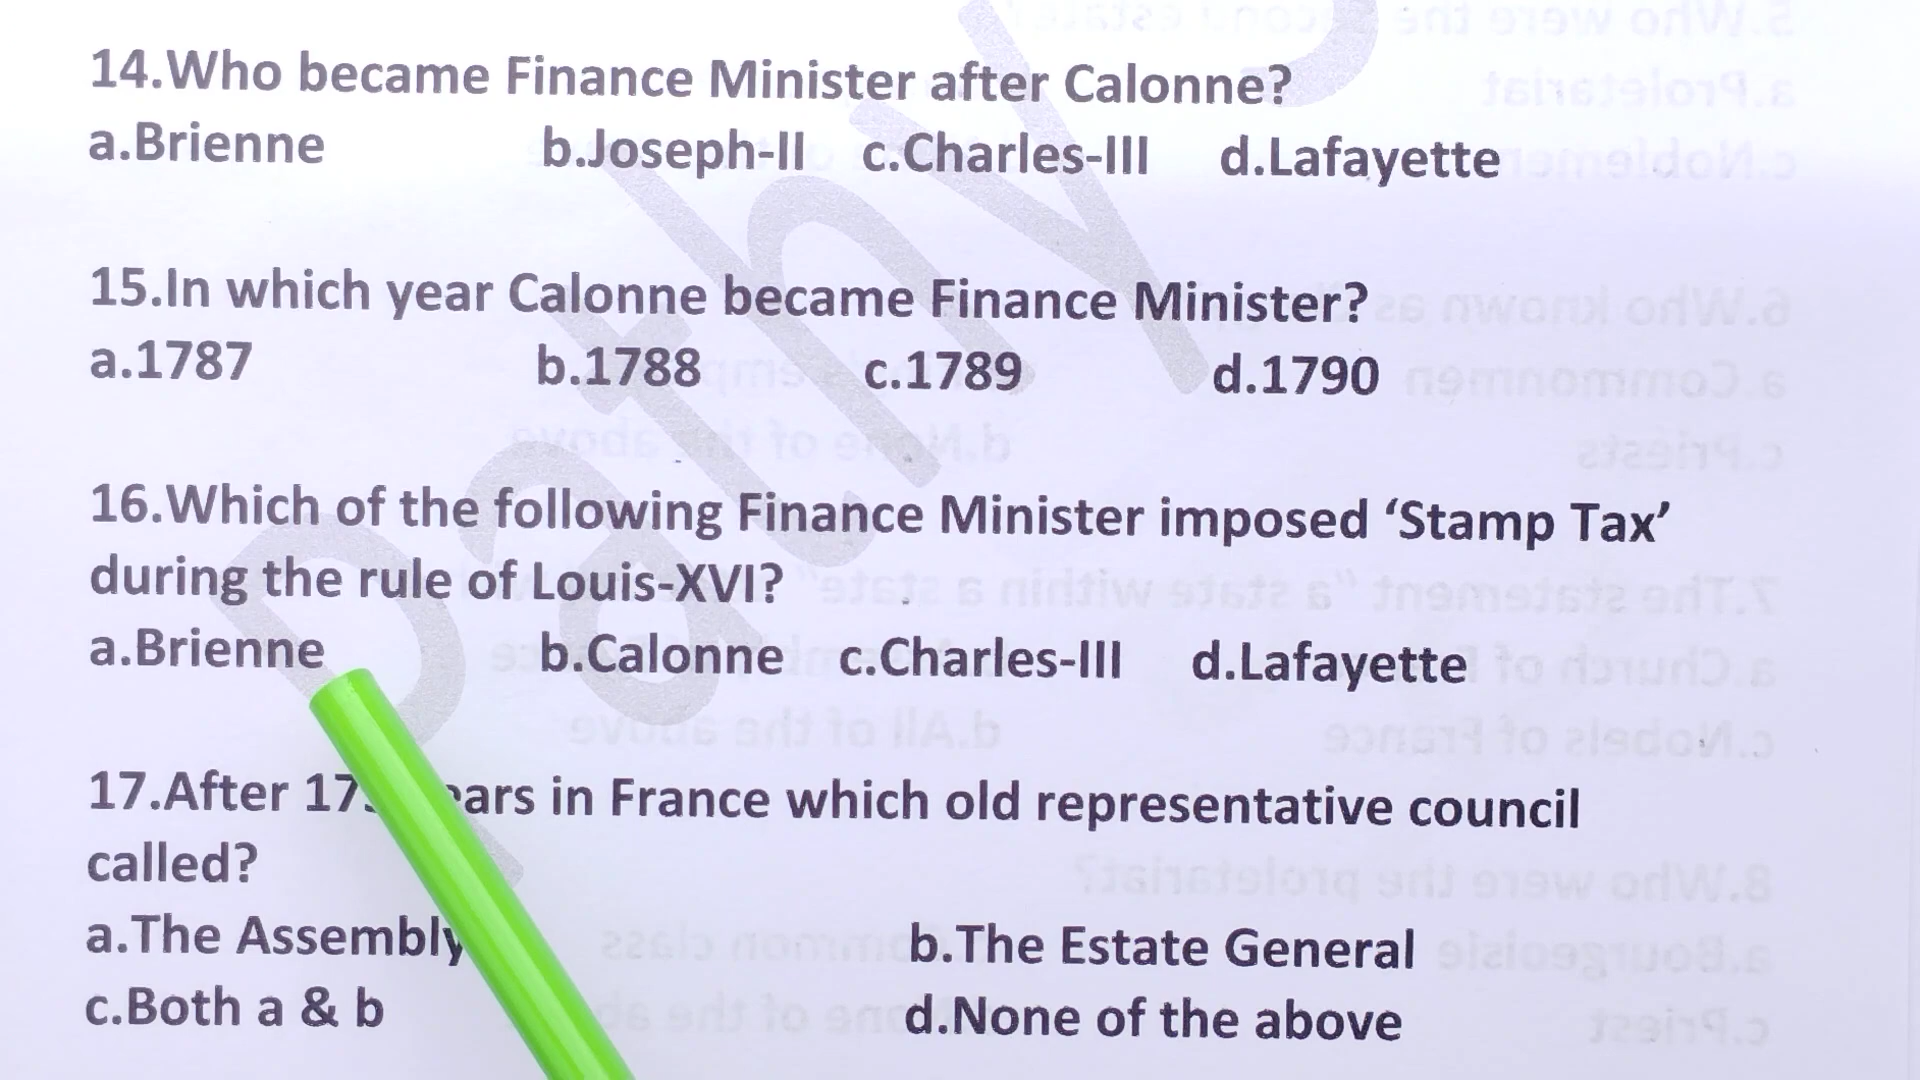 14.Who became Finance Minister after Calonne?
a.Brienne b.Joseph-II c.Charles-III d.Lafayette
15.In which year Calonne became Finance Minister?
a.1787 b.1788 c.1789 d.1790
16.Which of the following Finance Minister imposed ‘Stamp Tax’
during the rule of Louis-XVI?
a.Brienne b.Calonne c.Charles-III d.Lafayette
17.After in France which old representative council
called?
a.The Assembly b.The Estate General
c.Both a & b d.None of the above